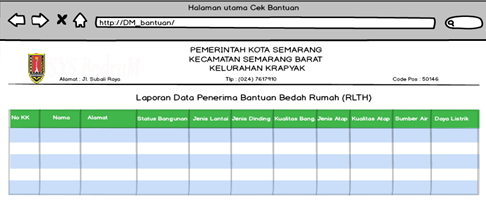 Halaman utama Cek Bantuan
http://DM_bantuan/
PEMERINTAH KOTA SEMARANG
KECAMATAN SEMARANG BARAT
KELURAHAN KRAPYAK
Alamat : Jl. Subali Raya Tlp : (024) 7617910 Code Pos : 50146
Laporan Data Penerima Bantuan Bedah Rumah (RLTH)
No KK Nama Alamat Status Bangunan Jenis Lantai Jenis Dinding Kualitas Bang. Jenis Atap Kualitas Atap Sumber Air Daya Listrik